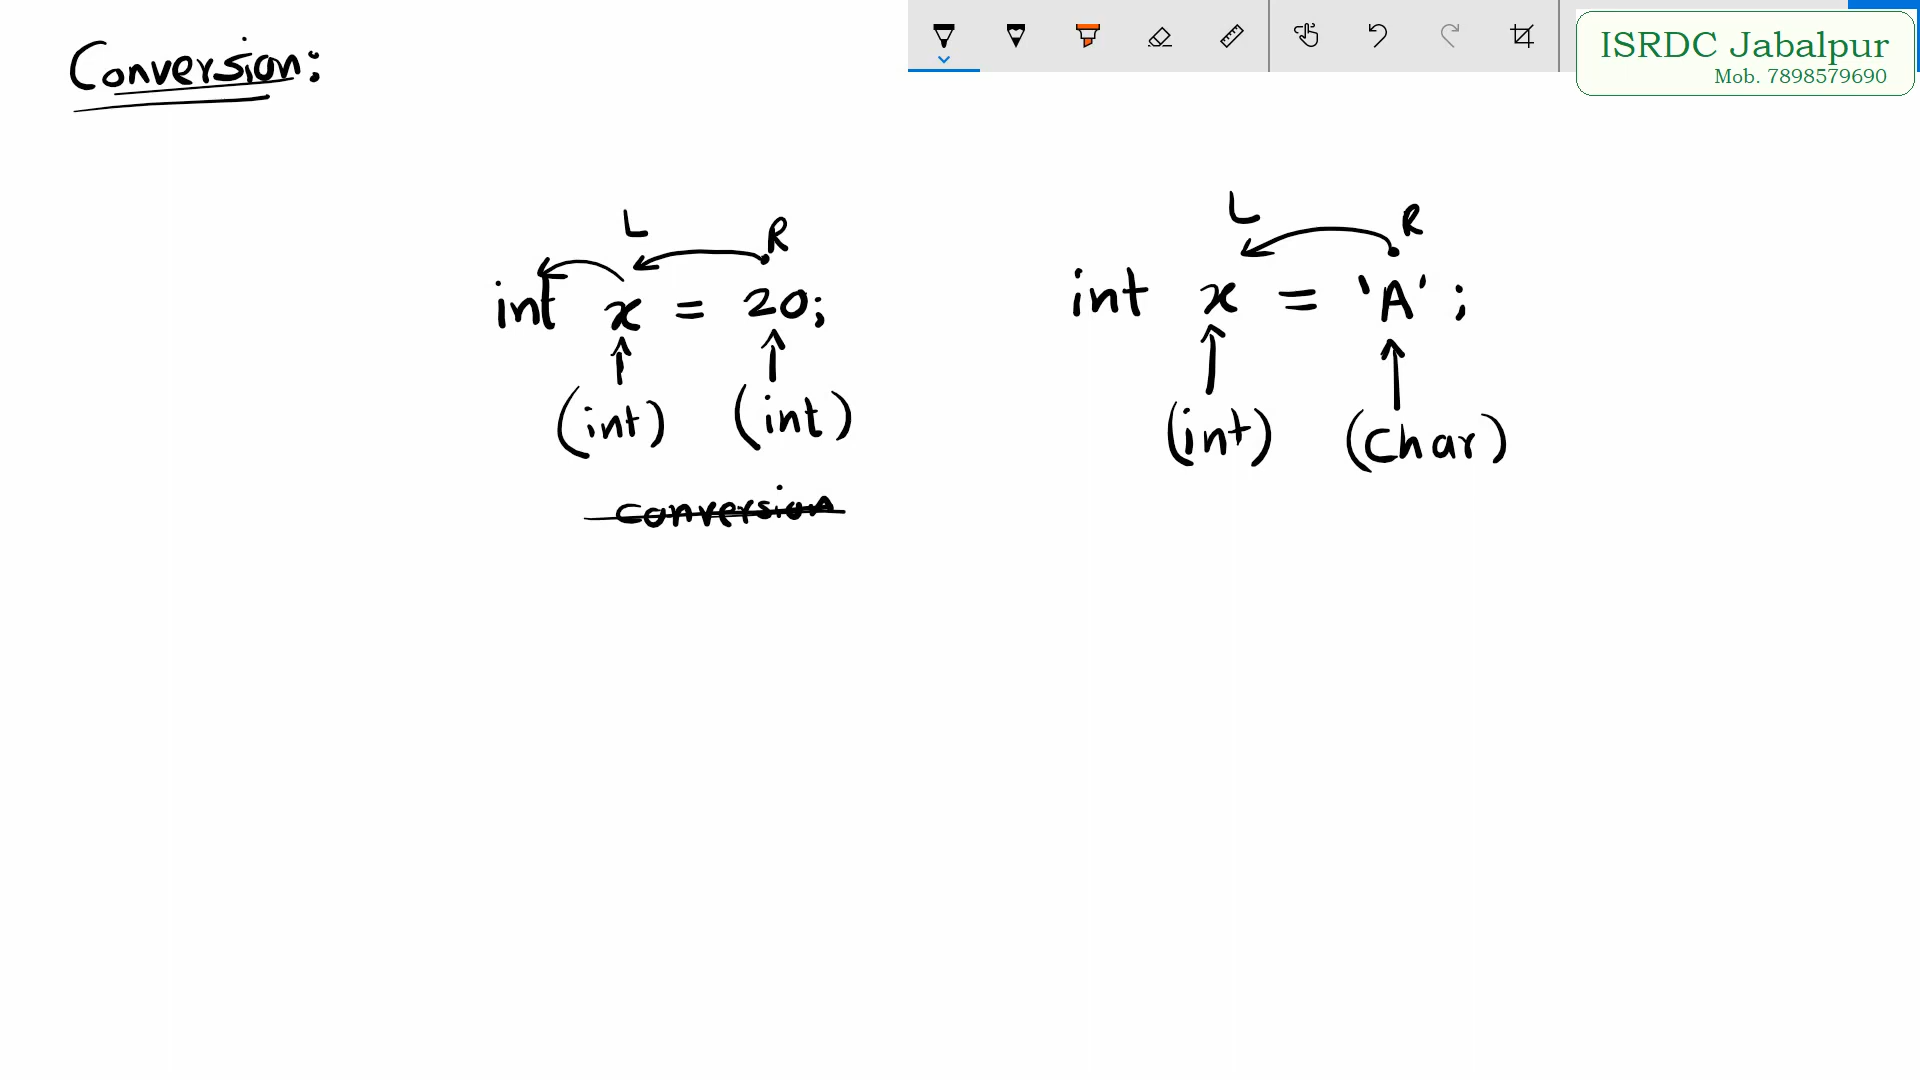 Conversion:
ISRDC Jabalpur
Mob. 7898579690
L R
int x = 20;
(int) (int)
conversion
L R
int x = 'A';
(int) (char)